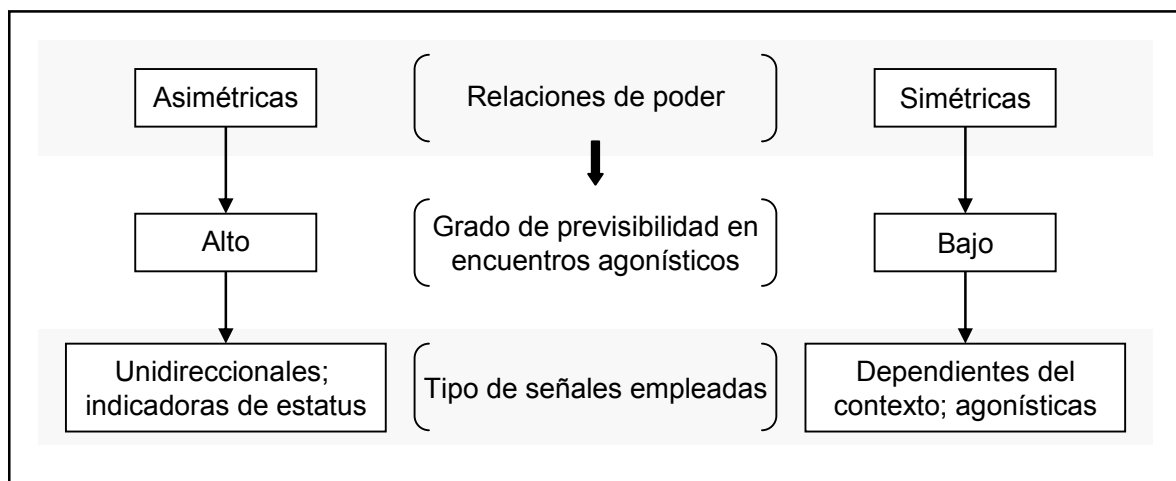 Asimétricas
Relaciones de poder
Simétricas
Alto
Grado de previsibilidad en
encuentros agonísticos
Bajo
Unidireccionales;
indicadoras de estatus
Tipo de señales empleadas
Dependientes del
contexto; agonísticas